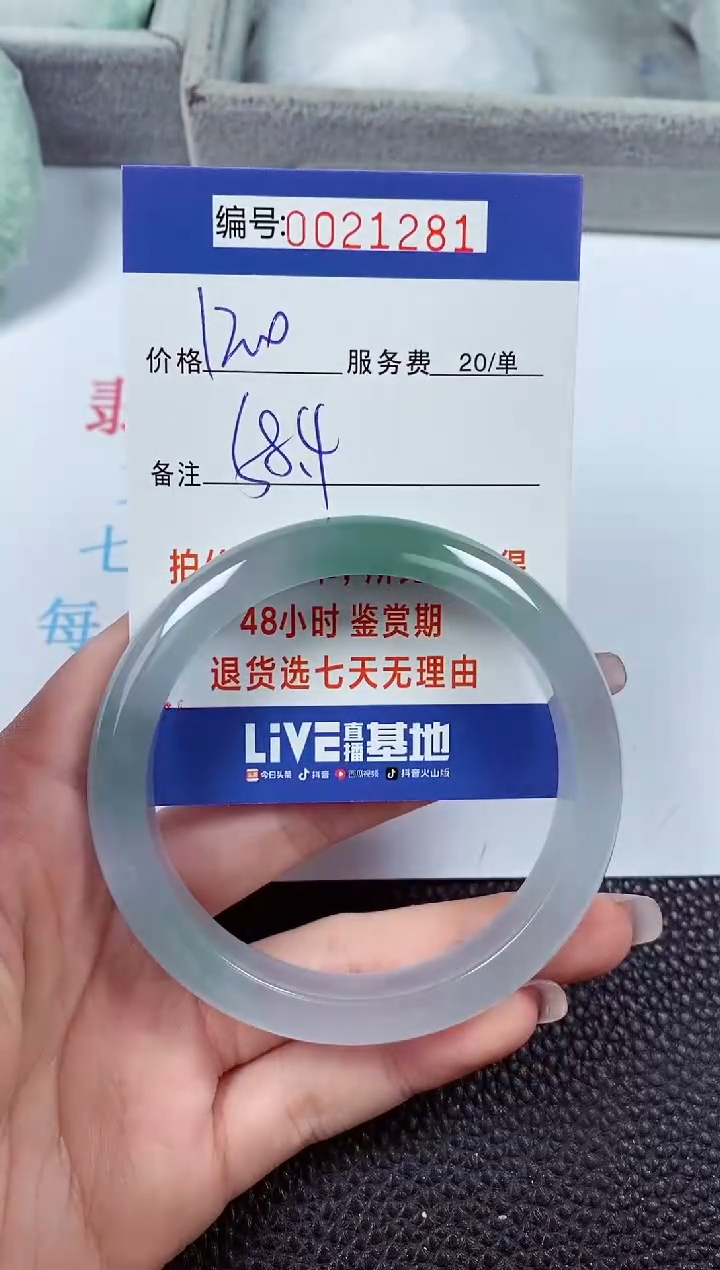 编号:0021281
价格 1200 服务费 20/单
备注 58.4
48小时 鉴赏期
退货选七天无理由
七
每
LiVE直播基地
今日头条 抖音 西瓜视频 抖音火山版